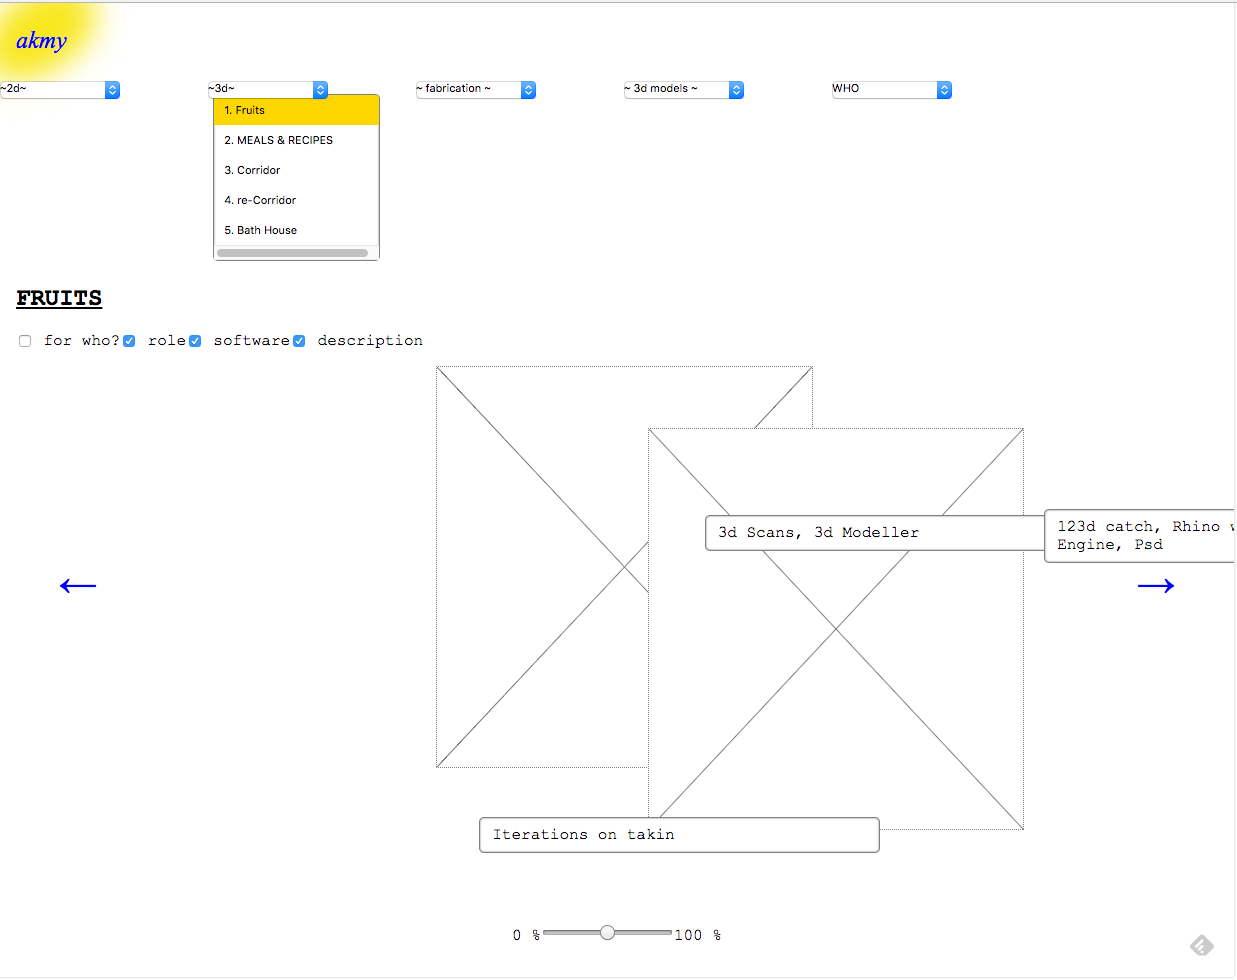 akmy
~2d~
~3d~
~ fabrication ~
~ 3d models ~
WHO
1. Fruits
2. MEALS & RECIPES
3. Corridor
4. re-Corridor
5. Bath House
FRUITS
for who? role software description
3d Scans, 3d Modeller
123d catch, Rhino
Engine, Psd
← →
Iterations on takin
0 % 100 %